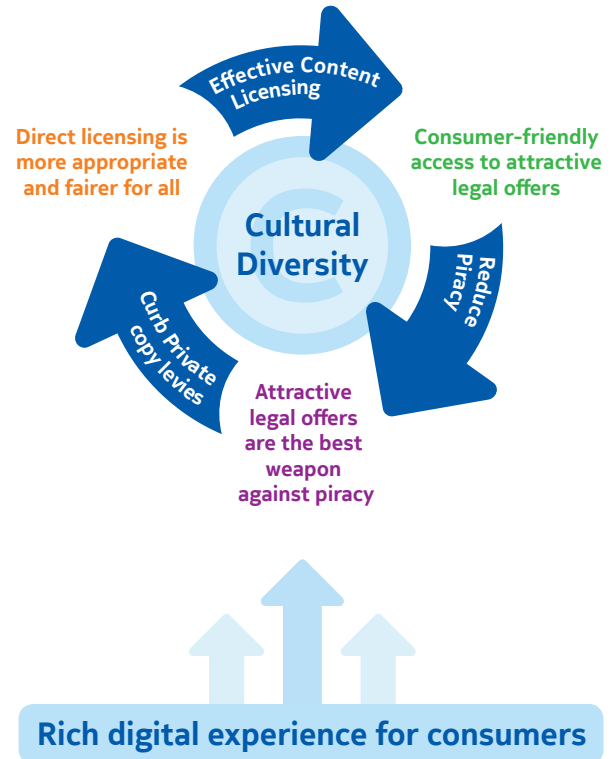 Effective Content
Licensing
Direct licensing is
more appropriate
and fairer for all
Consumer-friendly
access to attractive
legal offers
C
Cultural
Diversity
Reduce
Piracy
Curb Private
copy levies
Attractive
legal offers
are the best
weapon
against piracy
Rich digital experience for consumers